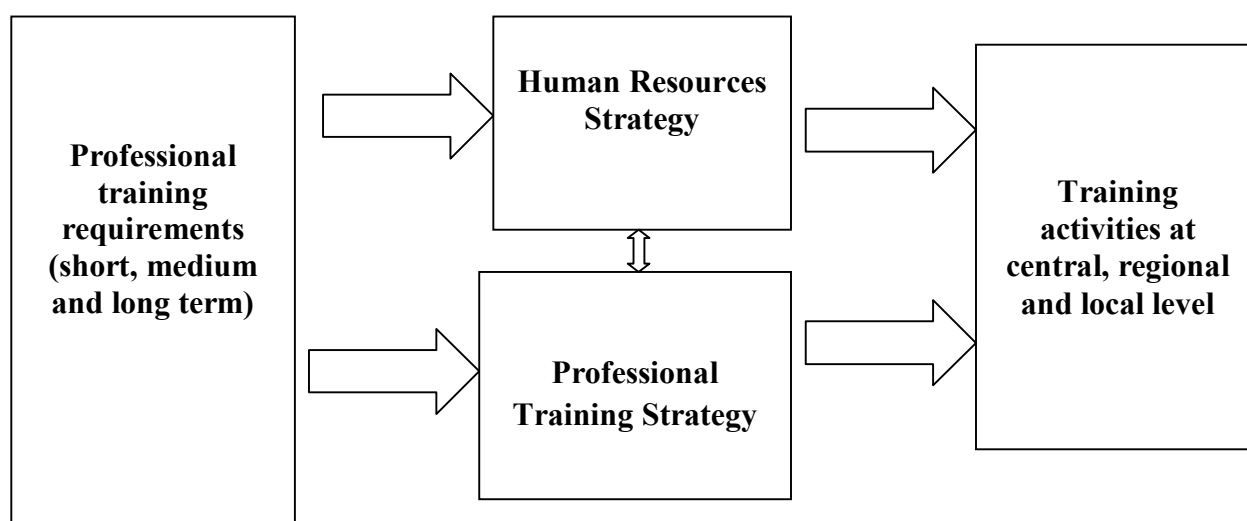 Professional
training
requirements
(short, medium
and long term)
Human Resources
Strategy
Professional
Training Strategy
Training
activities at
central, regional
and local level